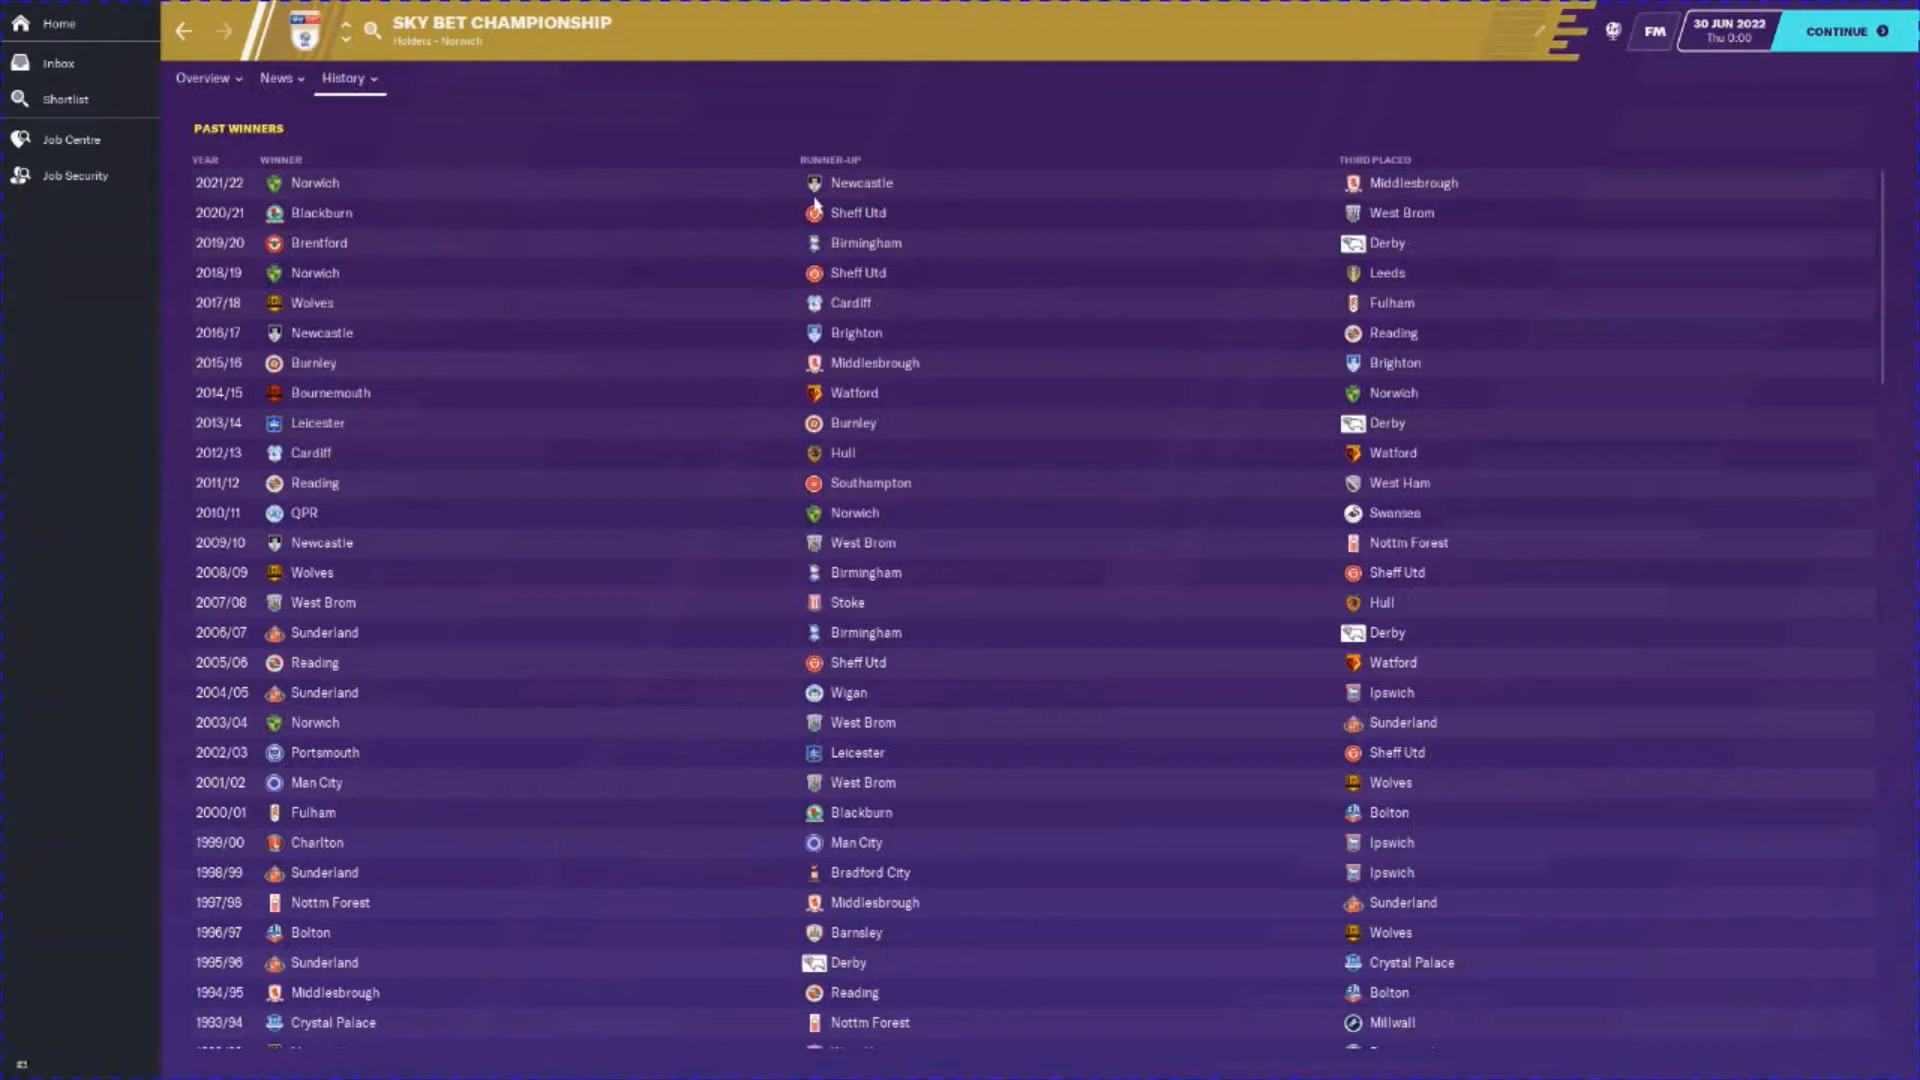 Home
SKY BET CHAMPIONSHIP
Holders - Norwich
FM
30 JUN 2022
Thu 0:00
CONTINUE
Inbox
Shortlist
Job Centre
Job Security
Overview News History
PAST WINNERS
YEAR WINNER RUNNER-UP THIRD PLACED
2021/22 Norwich Newcastle Middlesbrough
2020/21 Blackburn Sheff Utd West Brom
2019/20 Brentford Birmingham Derby
2018/19 Norwich Sheff Utd Leeds
2017/18 Wolves Cardiff Fulham
2016/17 Newcastle Brighton Reading
2015/16 Burnley Middlesbrough Brighton
2014/15 Bournemouth Watford Norwich
2013/14 Leicester Burnley Derby
2012/13 Cardiff Hull Watford
2011/12 Reading Southampton West Ham
2010/11 QPR Norwich Swansea
2009/10 Newcastle West Brom Nottm Forest
2008/09 Wolves Birmingham Sheff Utd
2007/08 West Brom Stoke Hull
2006/07 Sunderland Birmingham Derby
2005/06 Reading Sheff Utd Watford
2004/05 Sunderland Wigan Ipswich
2003/04 Norwich West Brom Sunderland
2002/03 Portsmouth Leicester Sheff Utd
2001/02 Man City West Brom Wolves
2000/01 Fulham Blackburn Bolton
1999/00 Charlton Man City Ipswich
1998/99 Sunderland Bradford City Ipswich
1997/98 Nottm Forest Middlesbrough Sunderland
1996/97 Bolton Barnsley Wolves
1995/96 Sunderland Derby Crystal Palace
1994/95 Middlesbrough Reading Bolton
1993/94 Crystal Palace Nottm Forest Millwall